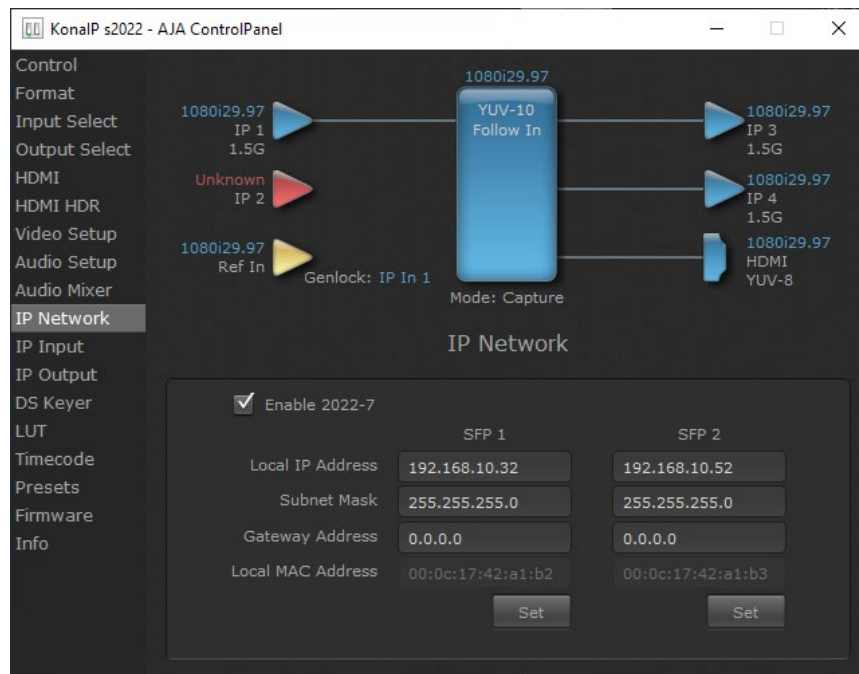 KonaIP s2022 - AJA ControlPanel
Control
Format
Input Select
Output Select
HDMI
HDMI HDR
Video Setup
Audio Setup
Audio Mixer
IP Network
IP Input
IP Output
DS Keyer
LUT
Timecode
Presets
Firmware
Info
1080i29.97
IP 1
1.5G
Unknown
IP 2
1080i29.97
Ref In
Genlock: IP In 1
1080i29.97
YUV-10
Follow In
Mode: Capture
1080i29.97
IP 3
1.5G
1080i29.97
IP 4
1.5G
1080i29.97
HDMI
YUV-8
IP Network
Enable 2022-7
SFP 1 SFP 2
Local IP Address 192.168.10.32 192.168.10.52
Subnet Mask 255.255.255.0 255.255.255.0
Gateway Address 0.0.0.0 0.0.0.0
Local MAC Address 00:0c:17:42:a1:b2 00:0c:17:42:a1:b3
Set Set